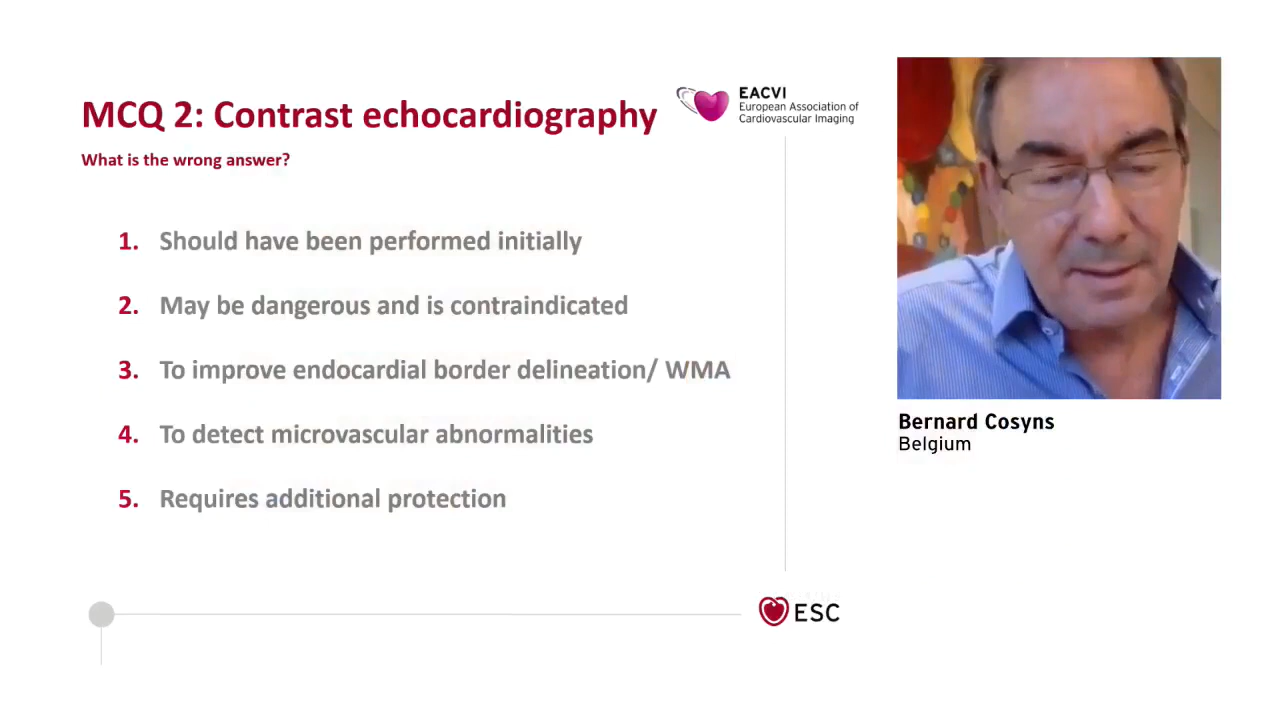 MCQ 2: Contrast echocardiography
What is the wrong answer?
EACVI
European Association of
Cardiovascular Imaging
1. Should have been performed initially
2. May be dangerous and is contraindicated
3. To improve endocardial border delineation/ WMA
4. To detect microvascular abnormalities
5. Requires additional protection
ESC
Bernard Cosyns
Belgium